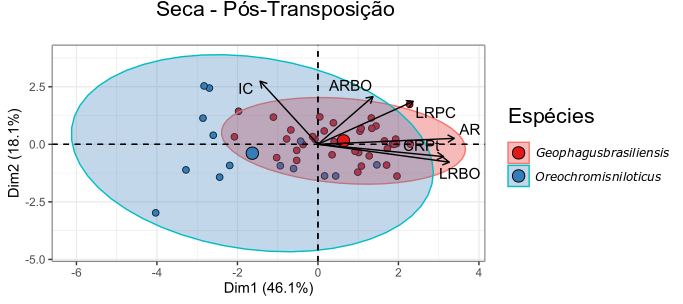 Seca - Pós-Transposição
IC
ARBO
LRPC
AR
CRPL
LRBO
2.5
0.0
-2.5
-5.0
-6
-4
-2
0
2
4
Dim1 (46.1%)
Dim2 (18.1%)
Espécies
Geophagusbrasiliensis
Oreochromisniloticus